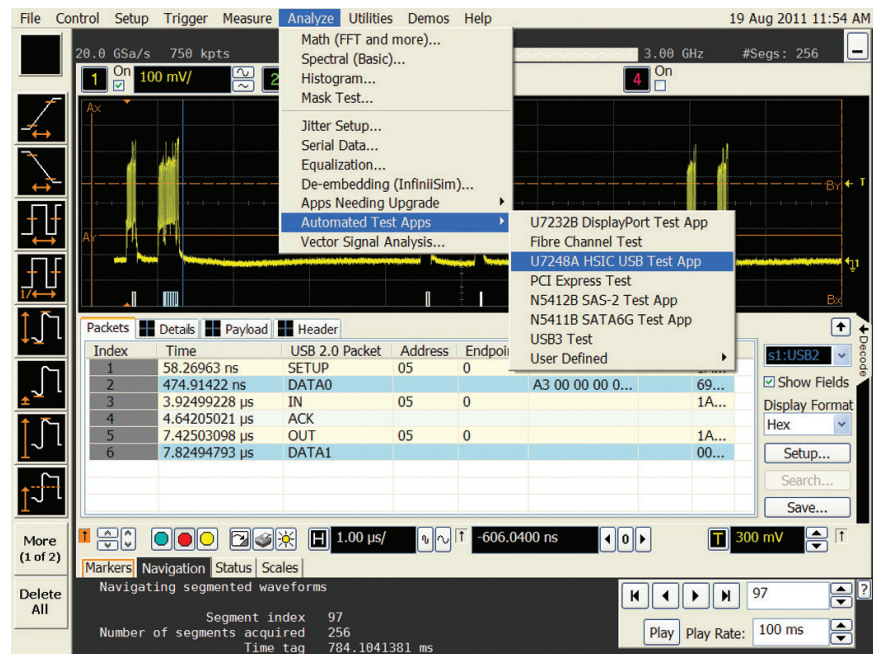 File Control Setup Trigger Measure Analyze Utilities Demos Help 19 Aug 2011 11:54 AM
20.0 GSa/s 750 kpts 3.00 GHz #Segs: 256
1 On 100 mV/ 2 4 On
Math (FFT and more)...
Spectral (Basic)...
Histogram...
Mask Test...
Jitter Setup...
Serial Data...
Equalization...
De-embedding (InfiniiSim)...
Apps Needing Upgrade
Automated Test Apps
Vector Signal Analysis...
U7232B DisplayPort Test App
Fibre Channel Test
U7248A HSIC USB Test App
PCI Express Test
N5412B SAS-2 Test App
N5411B SATA6G Test App
USB3 Test
User Defined
Ax
By T
Ay
1
Bx
1/
Packets Details Payload Header
Index Time USB 2.0 Packet Address Endpoi
1 58.26963 ns SETUP 05 0 1A...
2 474.91422 ns DATA0 A3 00 00 00 0... 69...
3 3.92499228 µs IN 05 0 1A...
4 4.64205021 µs ACK
5 7.42503098 µs OUT 05 0 1A...
6 7.82494793 µs DATA1 00...
Decode
s1:USB2
Show Fields
Display Format
Hex
Setup...
Search...
Save...
More
(1 of 2)
Delete
All
H 1.00 µs/ -606.0400 ns 0 T 300 mV
Markers Navigation Status Scales
Navigating segmented waveforms
Segment index 97
Number of segments acquired 256
Time tag 784.1041381 ms
97
?
Play Play Rate: 100 ms